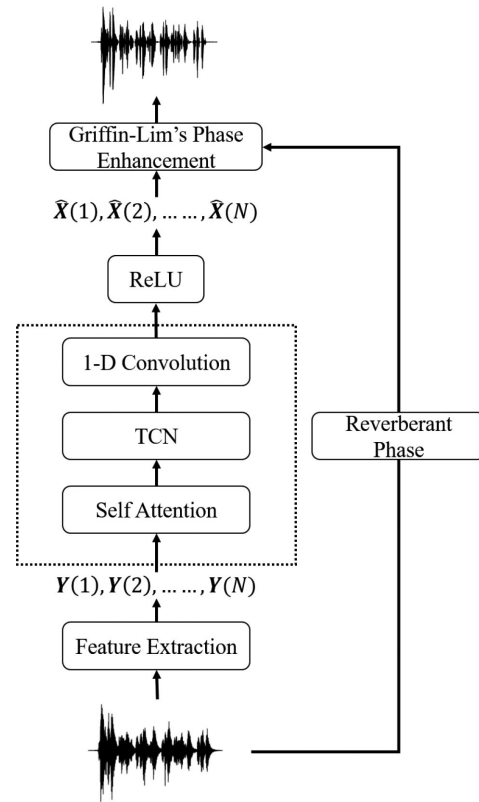 Griffin-Lim's Phase
Enhancement
X̂(1), X̂(2), ... ..., X̂(N)
ReLU
1-D Convolution
TCN
Reverberant
Phase
Self Attention
Y(1), Y(2), ... ..., Y(N)
Feature Extraction